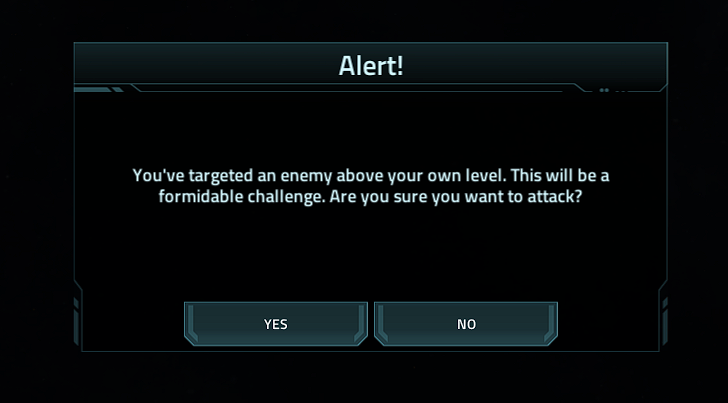 Alert!
You've targeted an enemy above your own level. This will be a
formidable challenge. Are you sure you want to attack?
YES
NO